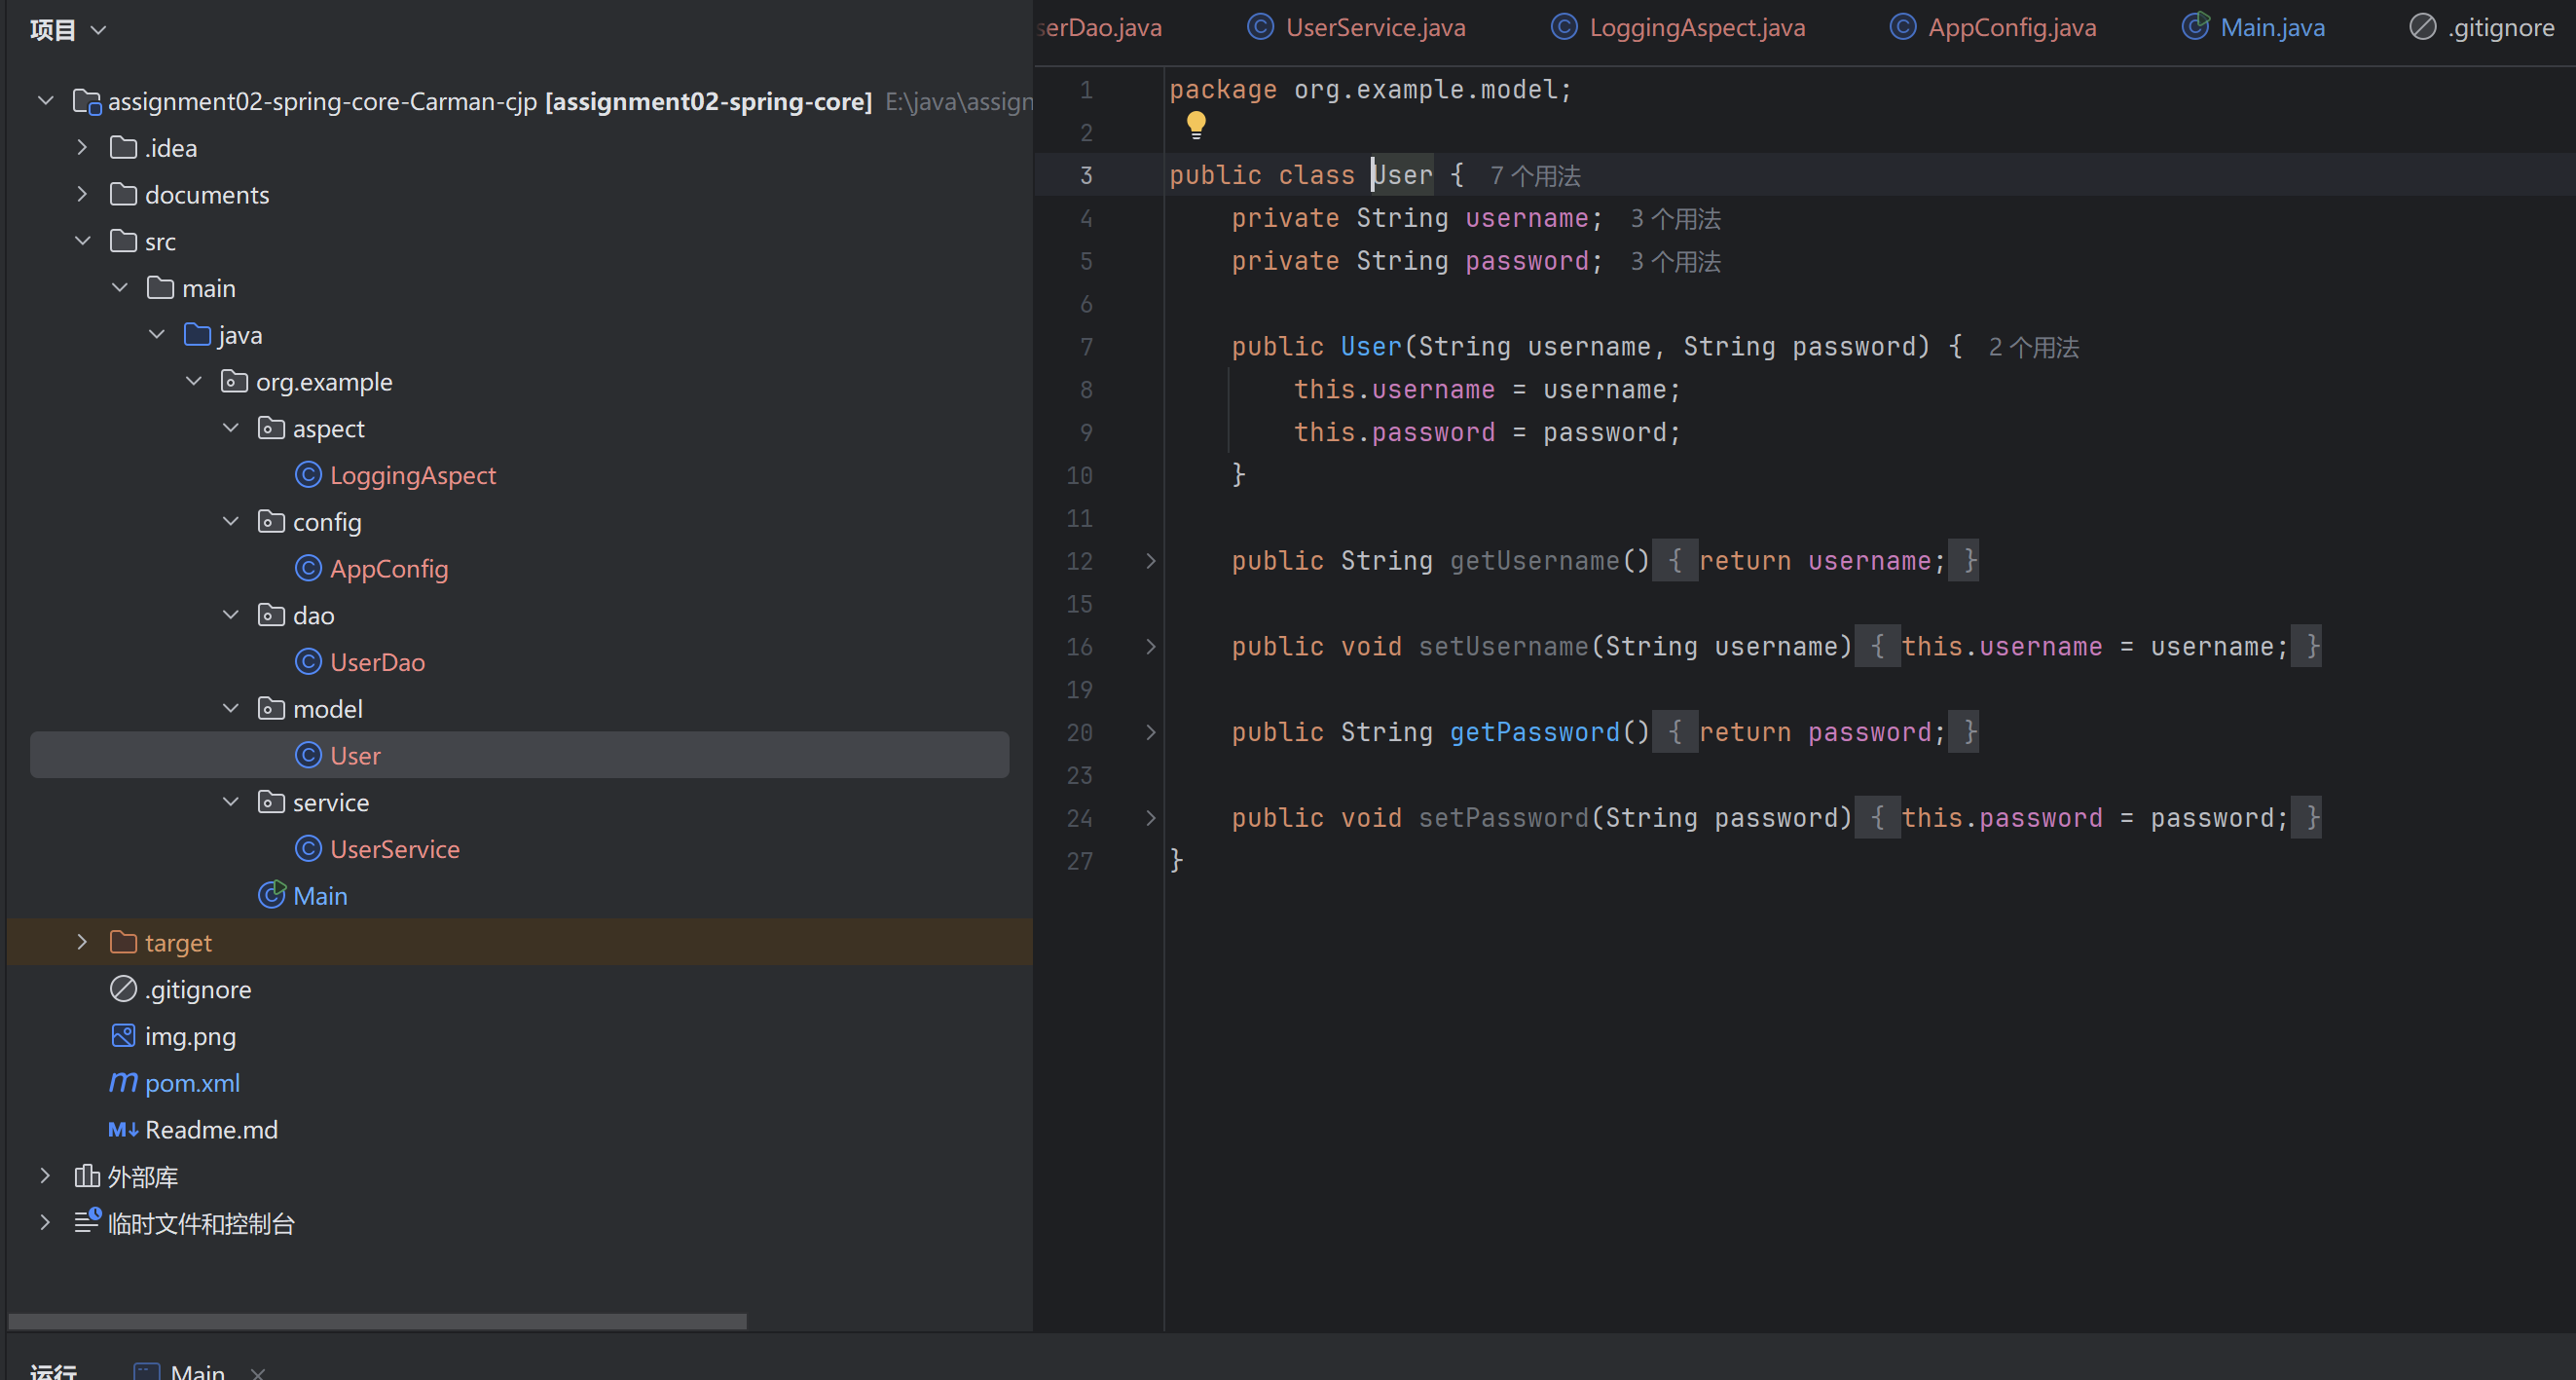 项目
assignment02-spring-core-Carman-cjp [assignment02-spring-core] E:\java\assign
.idea
documents
src
main
java
org.example
aspect
LoggingAspect
config
AppConfig
dao
UserDao
model
User
service
UserService
Main
target
.gitignore
img.png
pom.xml
Readme.md
外部库
临时文件和控制台
serDao.java UserService.java LoggingAspect.java AppConfig.java Main.java .gitignore
1 package org.example.model;
2
3 public class User { 7 个用法
4 private String username; 3 个用法
5 private String password; 3 个用法
6
7 public User(String username, String password) { 2 个用法
8 this.username = username;
9 this.password = password;
10 }
11
12 public String getUsername() { return username; }
15
16 public void setUsername(String username) { this.username = username; }
19
20 public String getPassword() { return password; }
23
24 public void setPassword(String password) { this.password = password; }
27 }
运行 Main